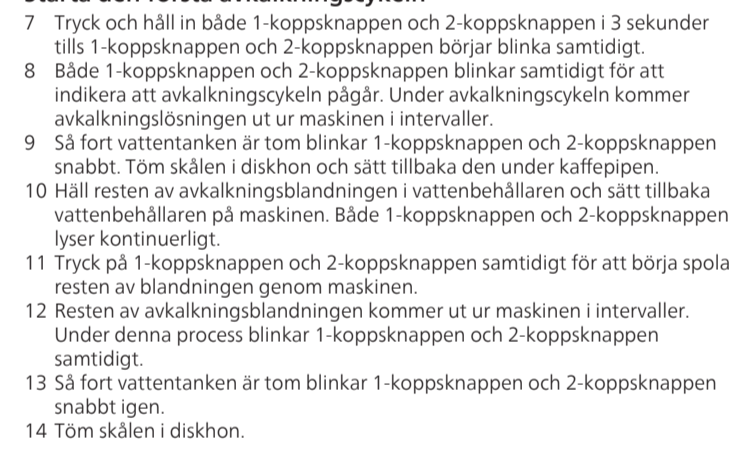 Starta den första avkalkningscykeln
7 Tryck och håll in både 1-koppsknappen och 2-koppsknappen i 3 sekunder
tills 1-koppsknappen och 2-koppsknappen börjar blinka samtidigt.
8 Både 1-koppsknappen och 2-koppsknappen blinkar samtidigt för att
indikera att avkalkningscykeln pågår. Under avkalkningscykeln kommer
avkalkningslösningen ut ur maskinen i intervaller.
9 Så fort vattentanken är tom blinkar 1-koppsknappen och 2-koppsknappen
snabbt. Töm skålen i diskhon och sätt tillbaka den under kaffepipen.
10 Häll resten av avkalkningsblandningen i vattenbehållaren och sätt tillbaka
vattenbehållaren på maskinen. Både 1-koppsknappen och 2-koppsknappen
lyser kontinuerligt.
11 Tryck på 1-koppsknappen och 2-koppsknappen samtidigt för att börja spola
resten av blandningen genom maskinen.
12 Resten av avkalkningsblandningen kommer ut ur maskinen i intervaller.
Under denna process blinkar 1-koppsknappen och 2-koppsknappen
samtidigt.
13 Så fort vattentanken är tom blinkar 1-koppsknappen och 2-koppsknappen
snabbt igen.
14 Töm skålen i diskhon.